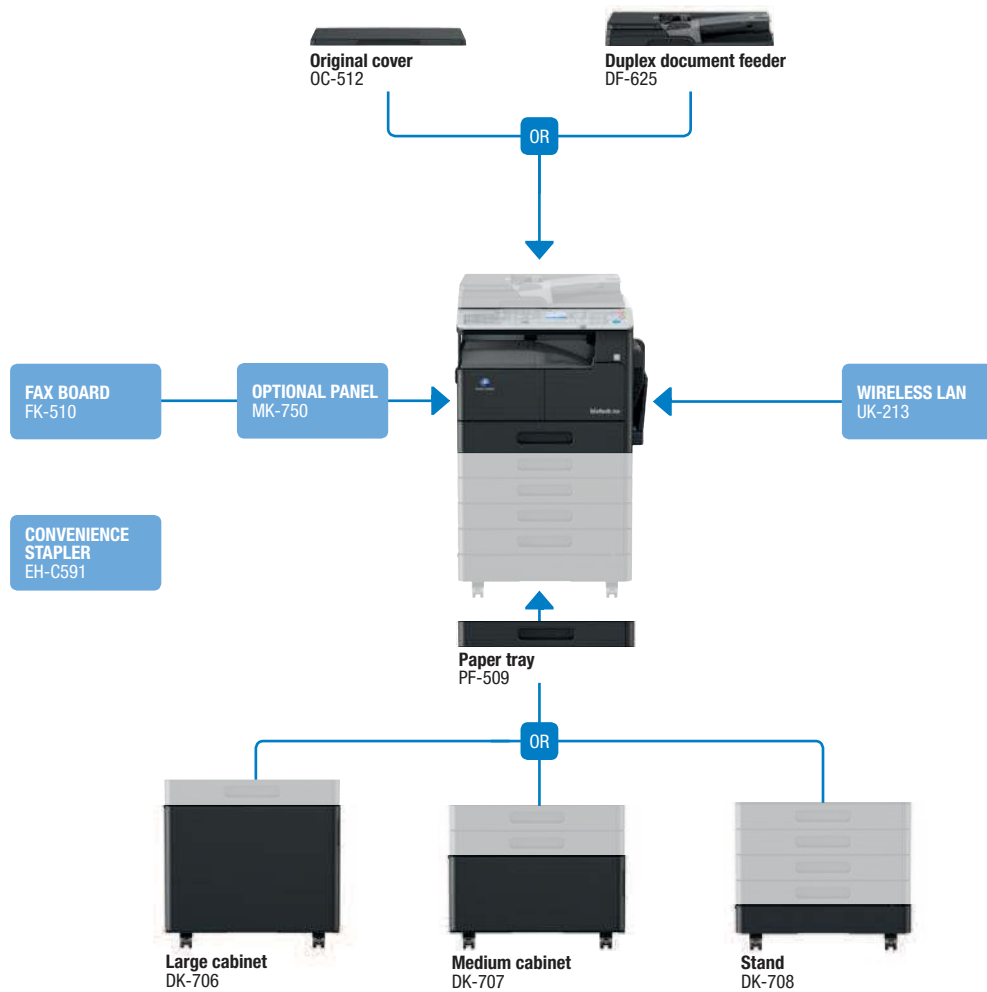 Original cover
OC-512
Duplex document feeder
DF-625
OR
FAX BOARD
FK-510
OPTIONAL PANEL
MK-750
WIRELESS LAN
UK-213
CONVENIENCE
STAPLER
EH-C591
Paper tray
PF-509
OR
Large cabinet
DK-706
Medium cabinet
DK-707
Stand
DK-708